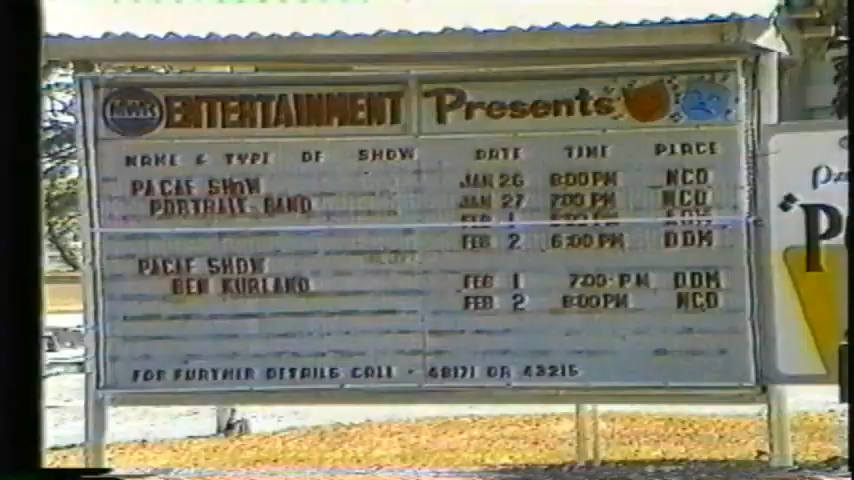 MWR ENTERTAINMENT Presents
NAME & TYPE OF SHOW DATE TIME PLACE
PACAF SHOW JAN 26 8:00 PM NCO
PORTRAIT BAND JAN 27 7:00 PM NCO
FEB 1
FEB 2 6:00 PM DDM
PACAF SHOW
BEN KURLAND FEB 1 7:00 PM DDM
FEB 2 8:00 PM NCO
FOR FURTHER DETAILS CALL - 48171 OR 43215